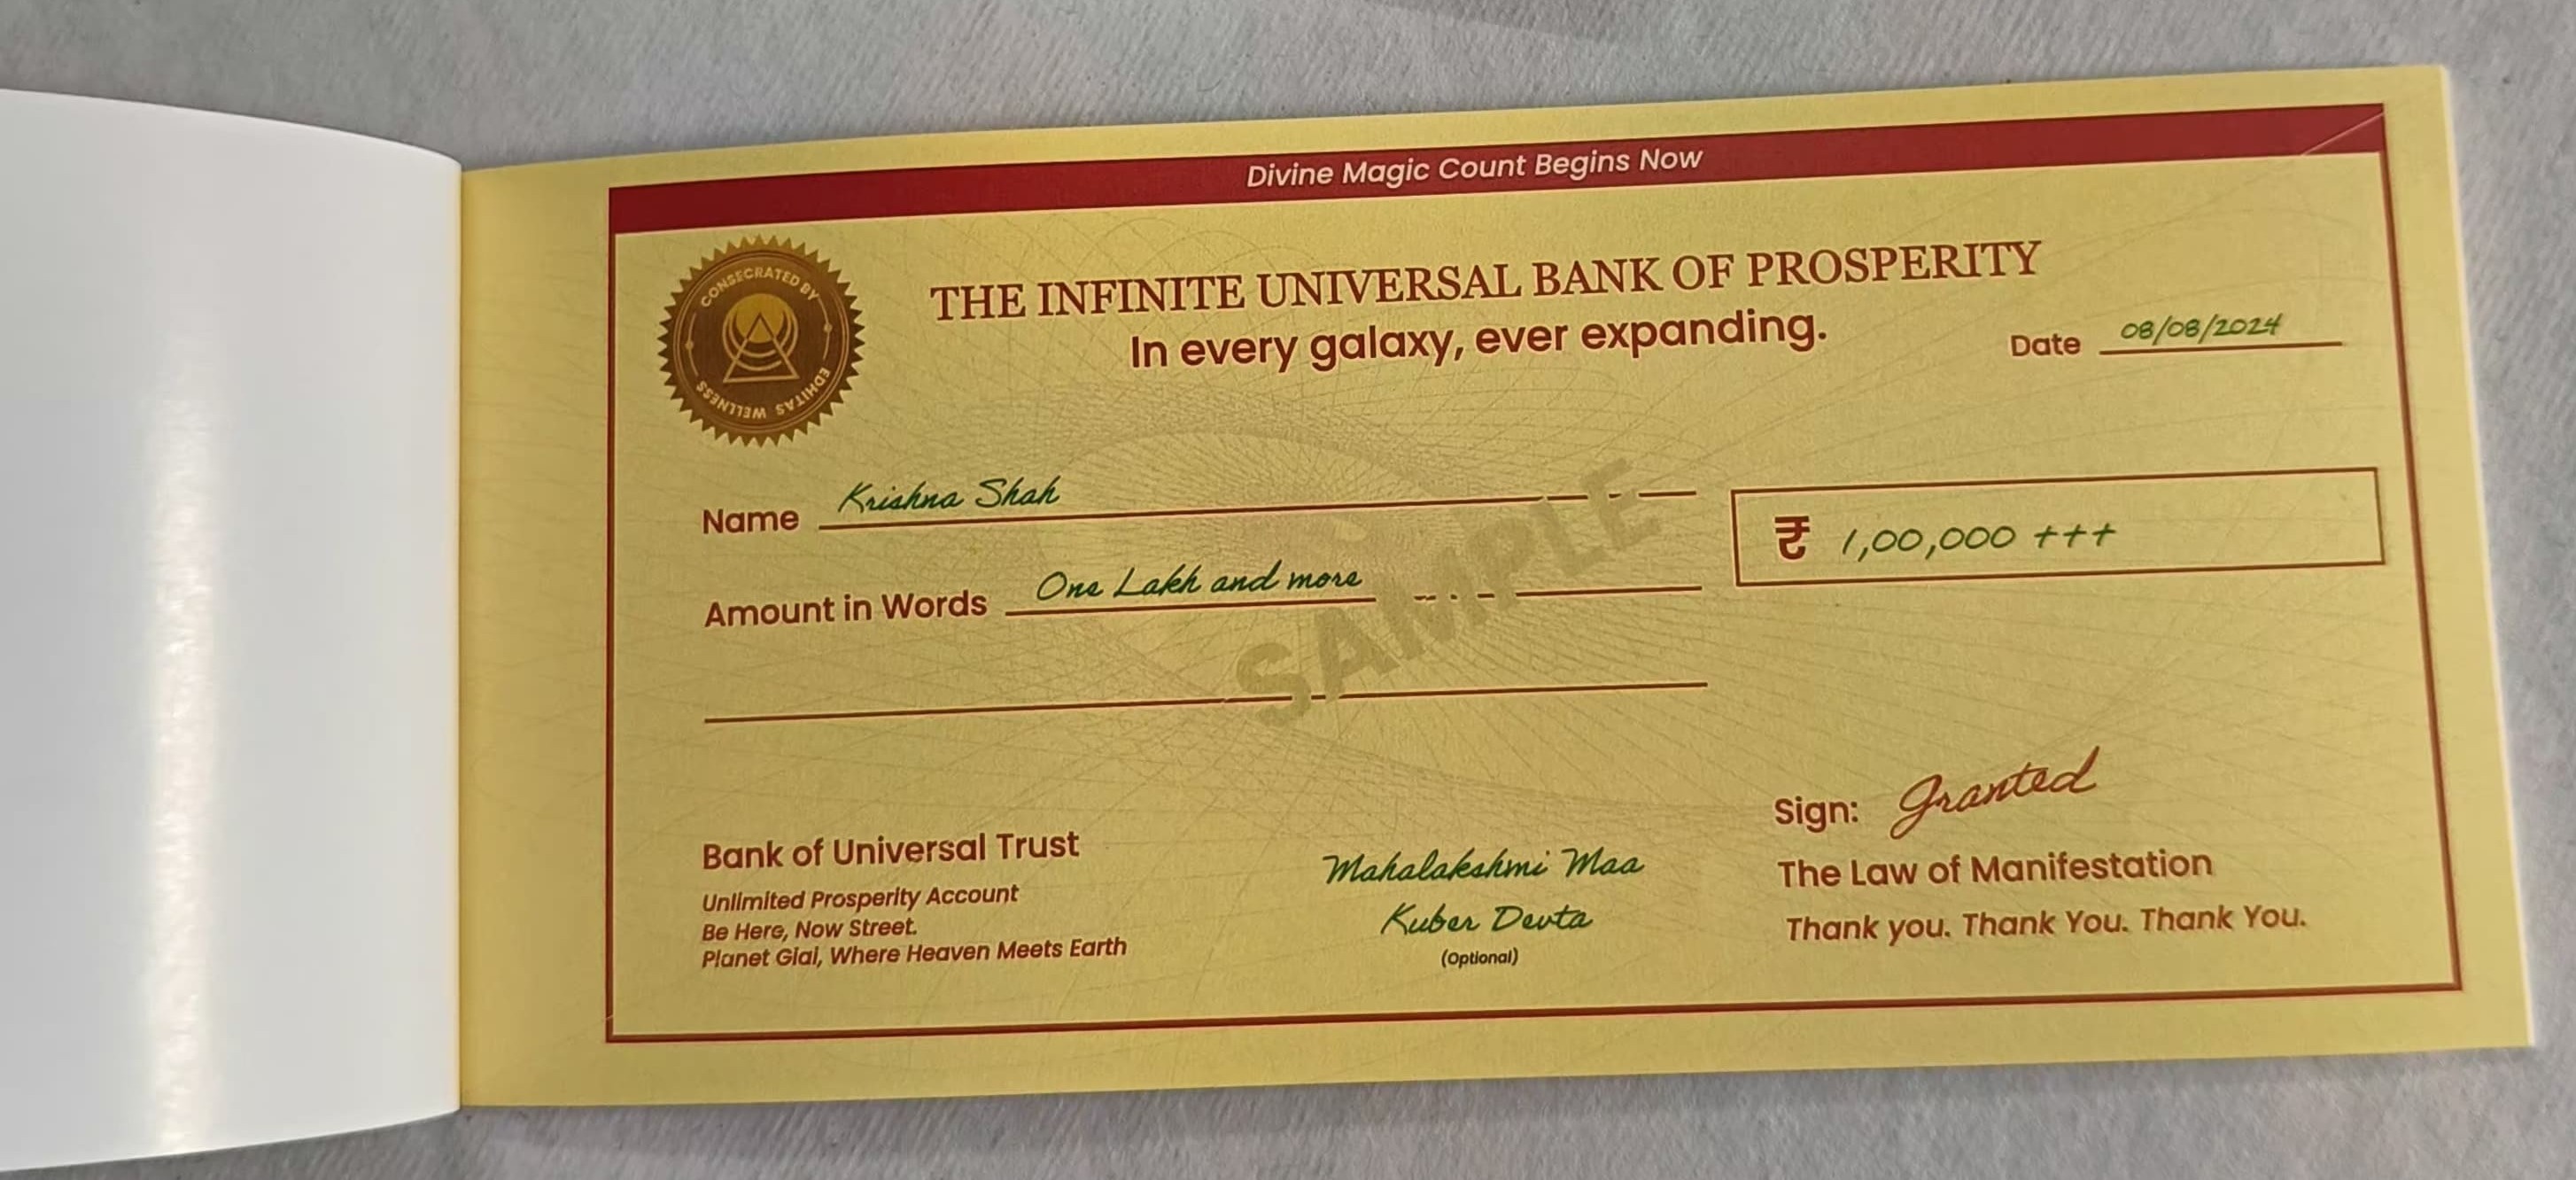 Divine Magic Count Begins Now
CONSECRATED BY
EDHITAS WELLNESS
THE INFINITE UNIVERSAL BANK OF PROSPERITY
In every galaxy, ever expanding.
Date 08/08/2024
Name Krishna Shah
₹ 1,00,000 +++
Amount in Words One Lakh and more
SAMPLE
Sign: Granted
Bank of Universal Trust
Unlimited Prosperity Account
Be Here, Now Street.
Planet Giai, Where Heaven Meets Earth
Mahalakshmi Maa
Kuber Devta
(Optional)
The Law of Manifestation
Thank you. Thank You. Thank You.